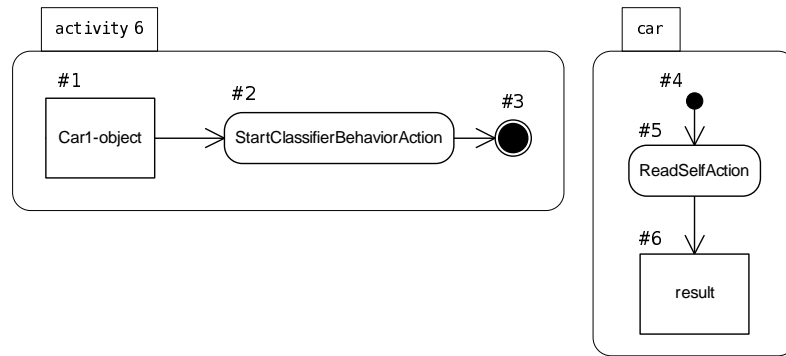 activity 6
#1
Car1-object
#2
StartClassifierBehaviorAction
#3
car
#4
#5
ReadSelfAction
#6
result